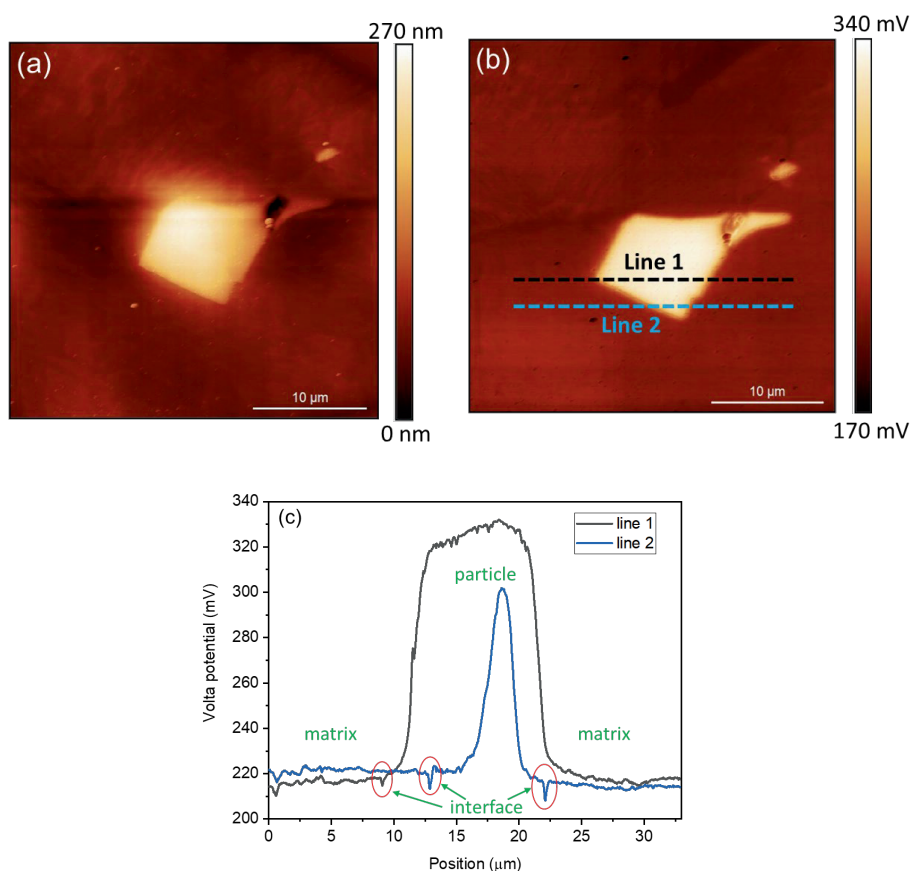 270 nm
(a)
10 µm
0 nm
340 mV
(b)
Line 1
Line 2
10 µm
170 mV
(c)
line 1
line 2
particle
matrix
matrix
interface
Volta potential (mV)
340
320
300
280
260
240
220
200
0 5 10 15 20 25 30
Position (µm)